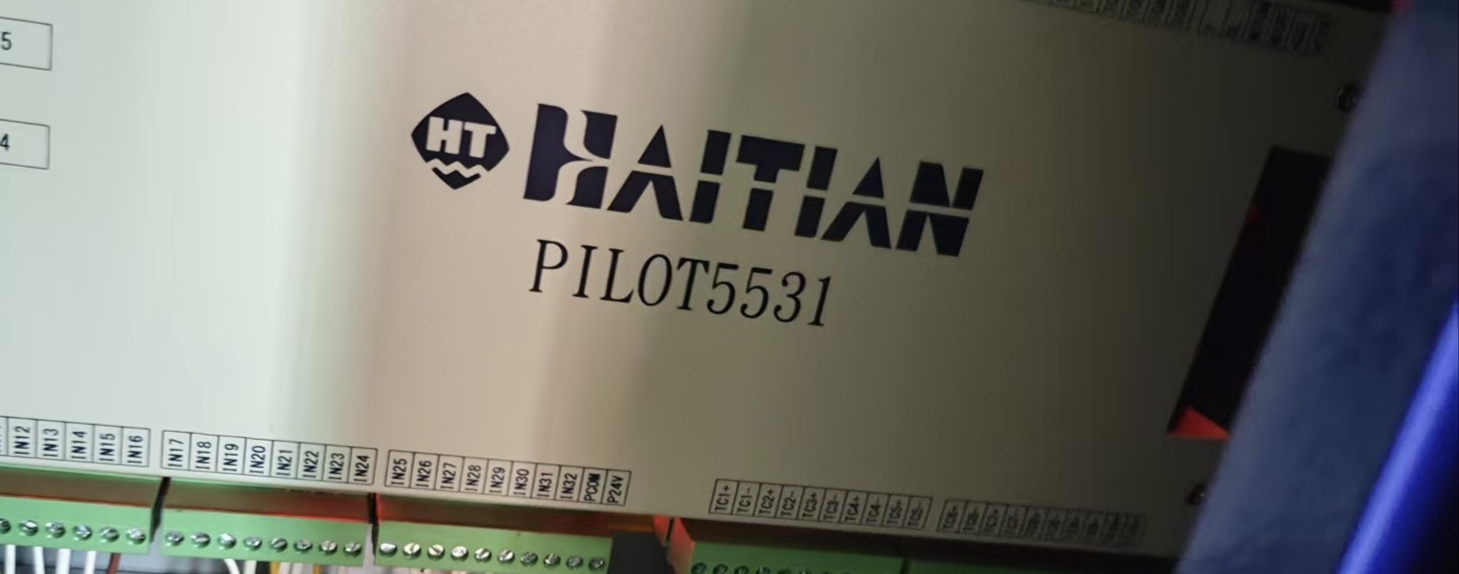 5
4
HT HAITIAN
PILOT5531
IN12 IN13 IN14 IN15 IN16 IN17 IN18 IN19 IN20 IN21 IN22 IN23 IN24 IN25 IN26 IN27 IN28 IN29 IN30 IN31 IN32 PCOM P24V
TC1+ TC1- TC2+ TC2- TC3+ TC3- TC4+ TC4- TC5+ TC5-